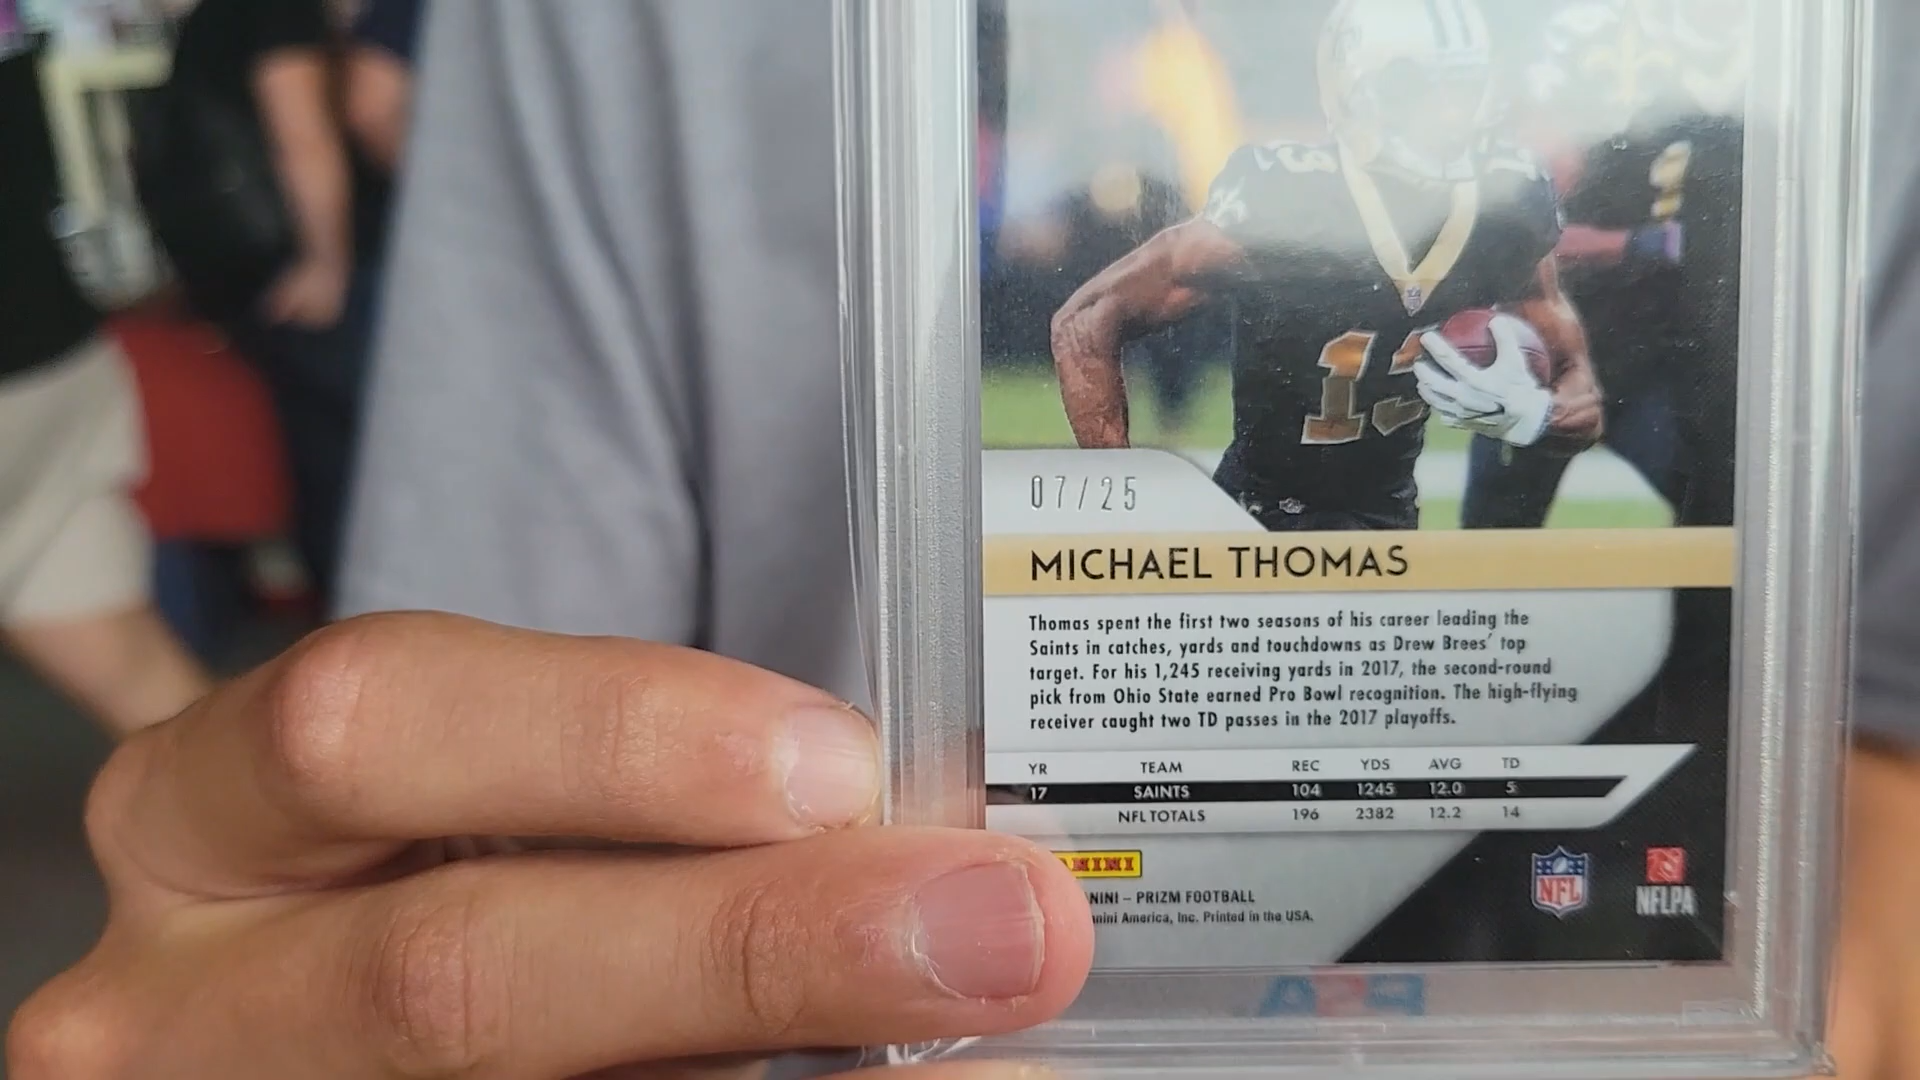 13
07/25
MICHAEL THOMAS
Thomas spent the first two seasons of his career leading the
Saints in catches, yards and touchdowns as Drew Brees' top
target. For his 1,245 receiving yards in 2017, the second-round
pick from Ohio State earned Pro Bowl recognition. The high-flying
receiver caught two TD passes in the 2017 playoffs.
YR TEAM REC YDS AVG TD
17 SAINTS 104 1245 12.0 5
NFL TOTALS 196 2382 12.2 14
NFL
NFLPA
– PRIZM FOOTBALL
America, Inc. Printed in the USA.
PSA